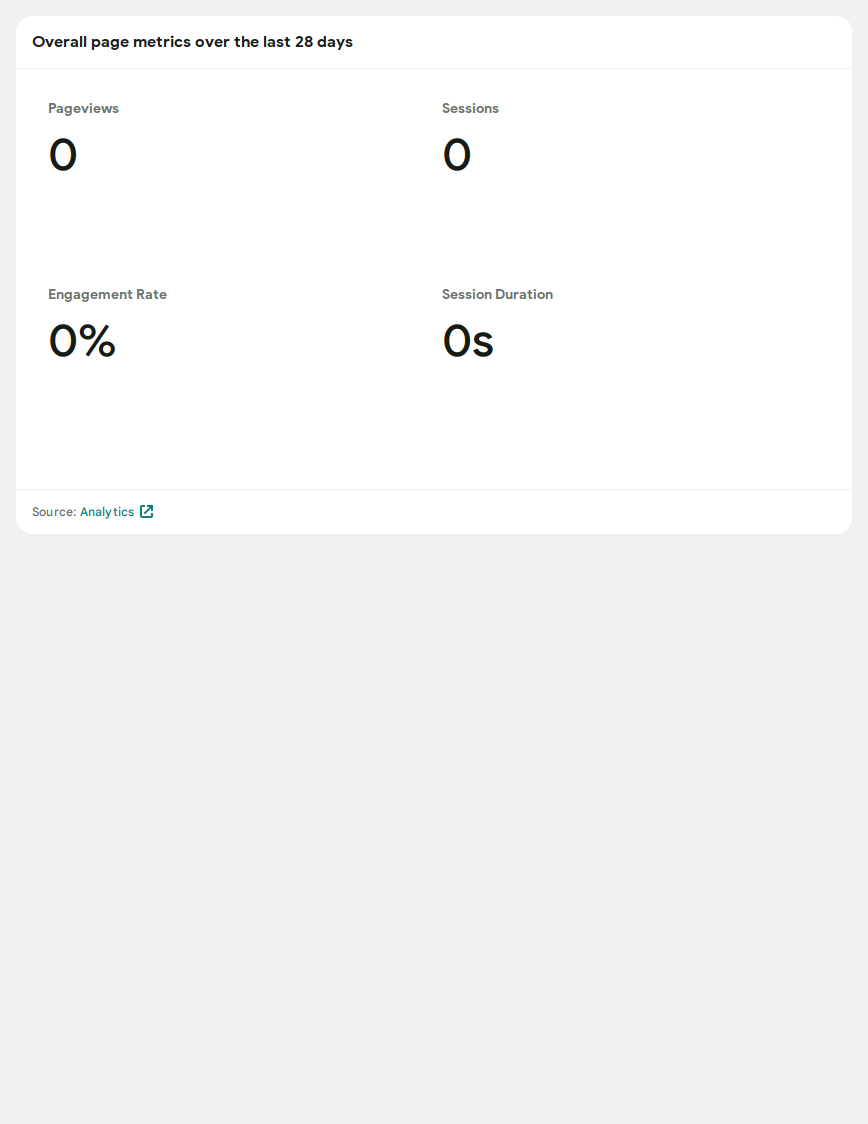 Overall page metrics over the last 28 days
Pageviews
0
Sessions
0
Engagement Rate
0%
Session Duration
0s
Source: Analytics